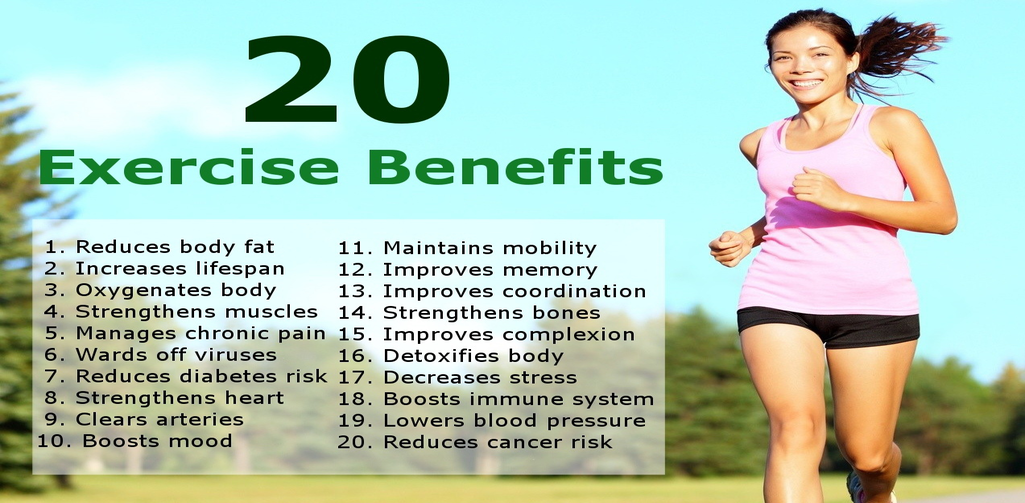 20
Exercise Benefits
1. Reduces body fat
2. Increases lifespan
3. Oxygenates body
4. Strengthens muscles
5. Manages chronic pain
6. Wards off viruses
7. Reduces diabetes risk
8. Strengthens heart
9. Clears arteries
10. Boosts mood
11. Maintains mobility
12. Improves memory
13. Improves coordination
14. Strengthens bones
15. Improves complexion
16. Detoxifies body
17. Decreases stress
18. Boosts immune system
19. Lowers blood pressure
20. Reduces cancer risk